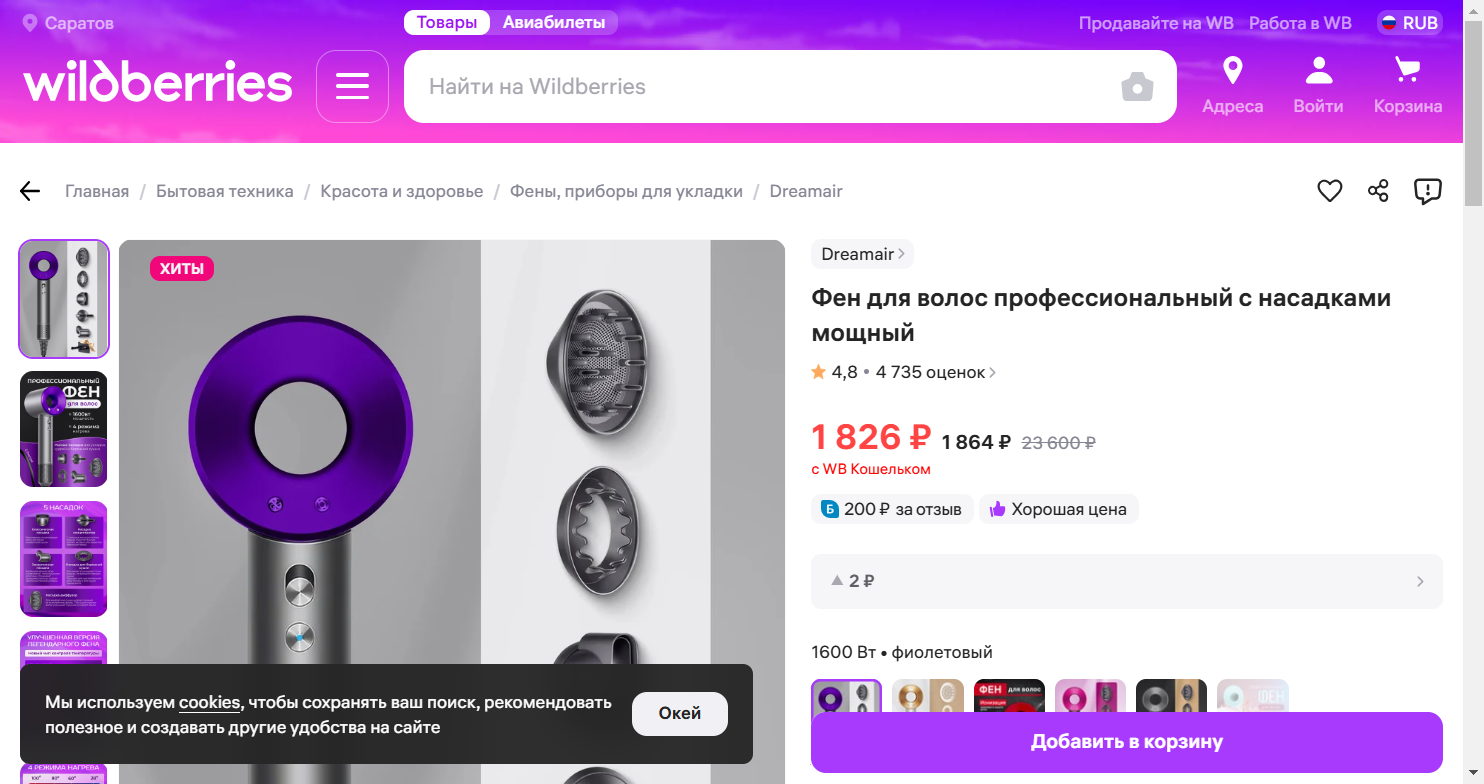 Саратов
Товары Авиабилеты
Продавайте на WB Работа в WB RUB
wildberries
Найти на Wildberries
Адреса Войти Корзина
Главная / Бытовая техника / Красота и здоровье / Фены, приборы для укладки / Dreamair
ХИТЫ
ПРОФЕССИОНАЛЬНЫЙ
ФЕН
для волос
5 НАСАДОК
УЛУЧШЕННАЯ ВЕРСИЯ
ЛЕГЕНДАРНОГО ФЕНА
4 РЕЖИМА НАГРЕВА
Dreamair
Фен для волос профессиональный с насадками
мощный
4,8 • 4 735 оценок
1 826 ₽ 1 864 ₽ 23 600 ₽
с WB Кошельком
Б 200 ₽ за отзыв Хорошая цена
2 ₽
1600 Вт • фиолетовый
ФЕН для волос
ФЕН
Добавить в корзину
Мы используем cookies, чтобы сохранять ваш поиск, рекомендовать
полезное и создавать другие удобства на сайте
Окей